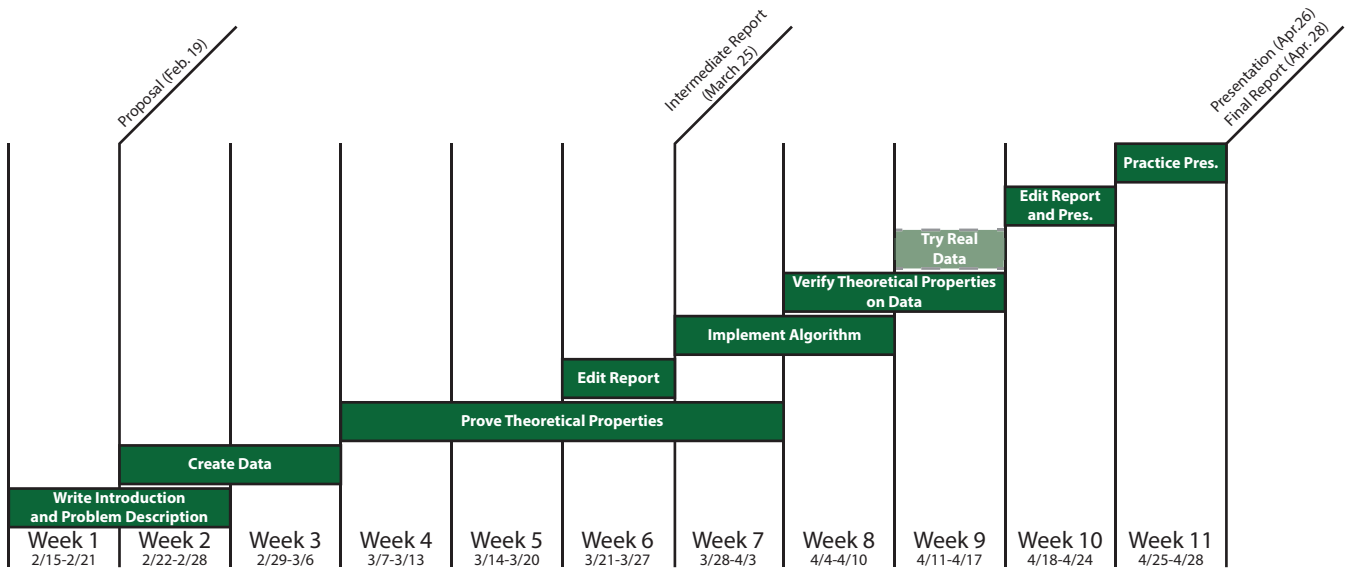 Proposal (Feb. 19)
Intermediate Report
(March 25)
Presentation (Apr.26)
Final Report (Apr. 28)
Practice Pres.
Edit Report
and Pres.
Try Real
Data
Verify Theoretical Properties
on Data
Implement Algorithm
Edit Report
Prove Theoretical Properties
Create Data
Write Introduction
and Problem Description
Week 1
2/15-2/21
Week 2
2/22-2/28
Week 3
2/29-3/6
Week 4
3/7-3/13
Week 5
3/14-3/20
Week 6
3/21-3/27
Week 7
3/28-4/3
Week 8
4/4-4/10
Week 9
4/11-4/17
Week 10
4/18-4/24
Week 11
4/25-4/28